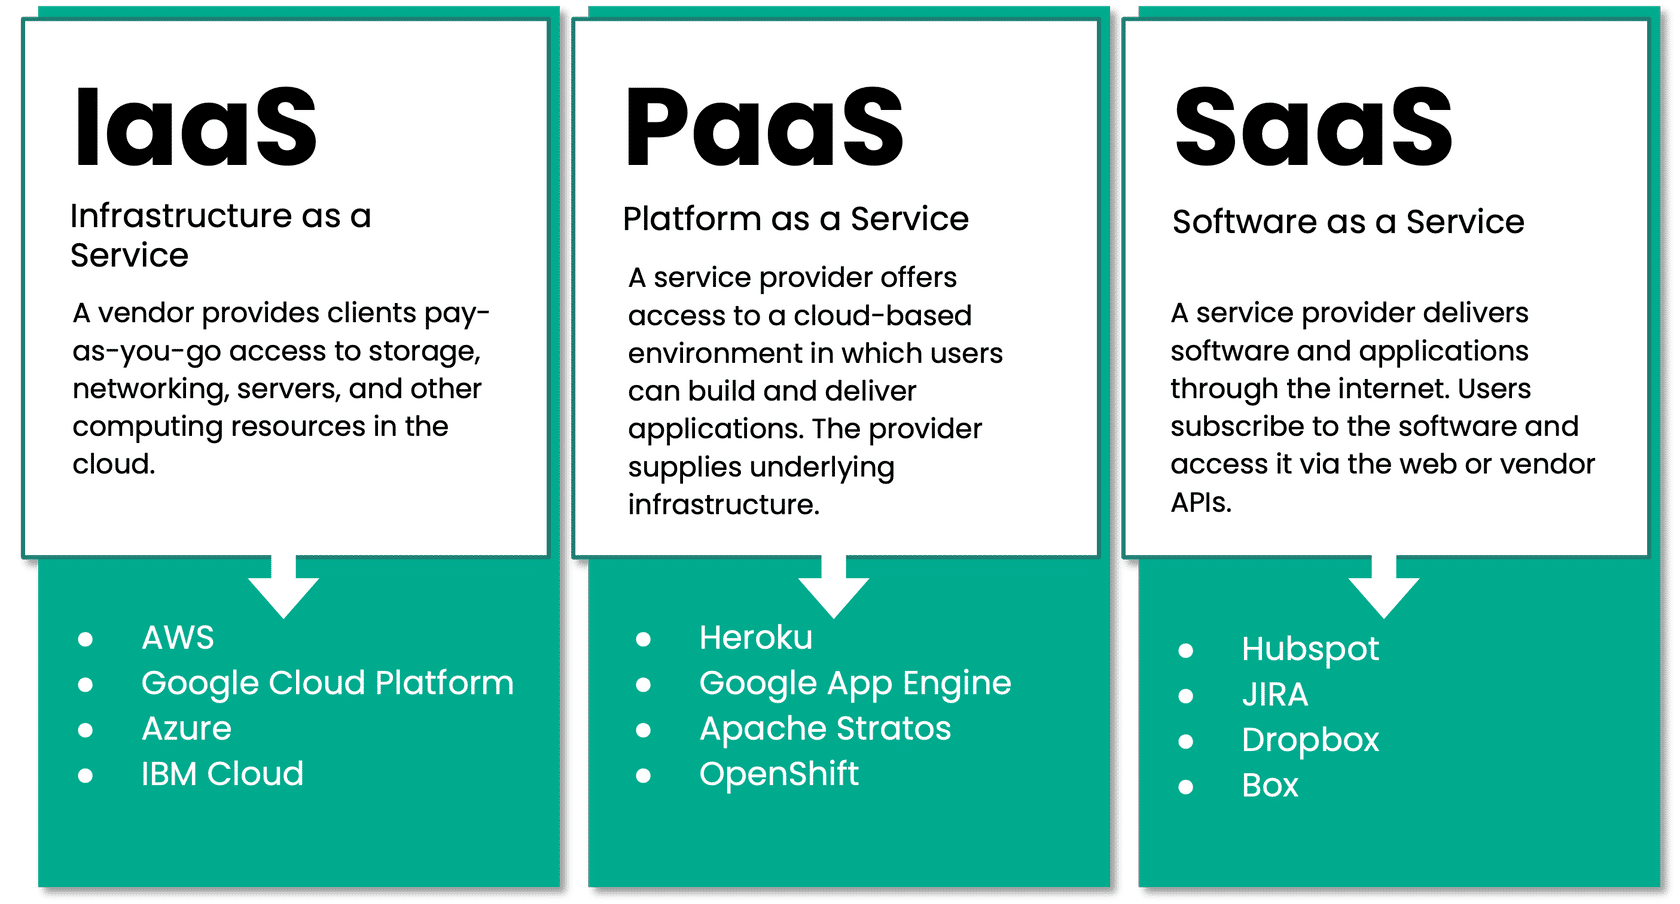 IaaS
Infrastructure as a
Service
A vendor provides clients pay-
as-you-go access to storage,
networking, servers, and other
computing resources in the
cloud.
● AWS
● Google Cloud Platform
● Azure
● IBM Cloud
PaaS
Platform as a Service
A service provider offers
access to a cloud-based
environment in which users
can build and deliver
applications. The provider
supplies underlying
infrastructure.
● Heroku
● Google App Engine
● Apache Stratos
● OpenShift
SaaS
Software as a Service
A service provider delivers
software and applications
through the internet. Users
subscribe to the software and
access it via the web or vendor
APIs.
● Hubspot
● JIRA
● Dropbox
● Box